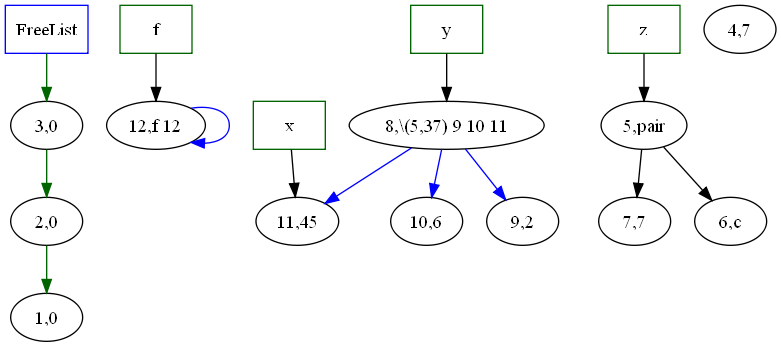 FreeList
f
y
z
4,7
3,0
12,f 12
x
8,\(5,37) 9 10 11
5,pair
2,0
11,45
10,6
9,2
7,7
6,c
1,0